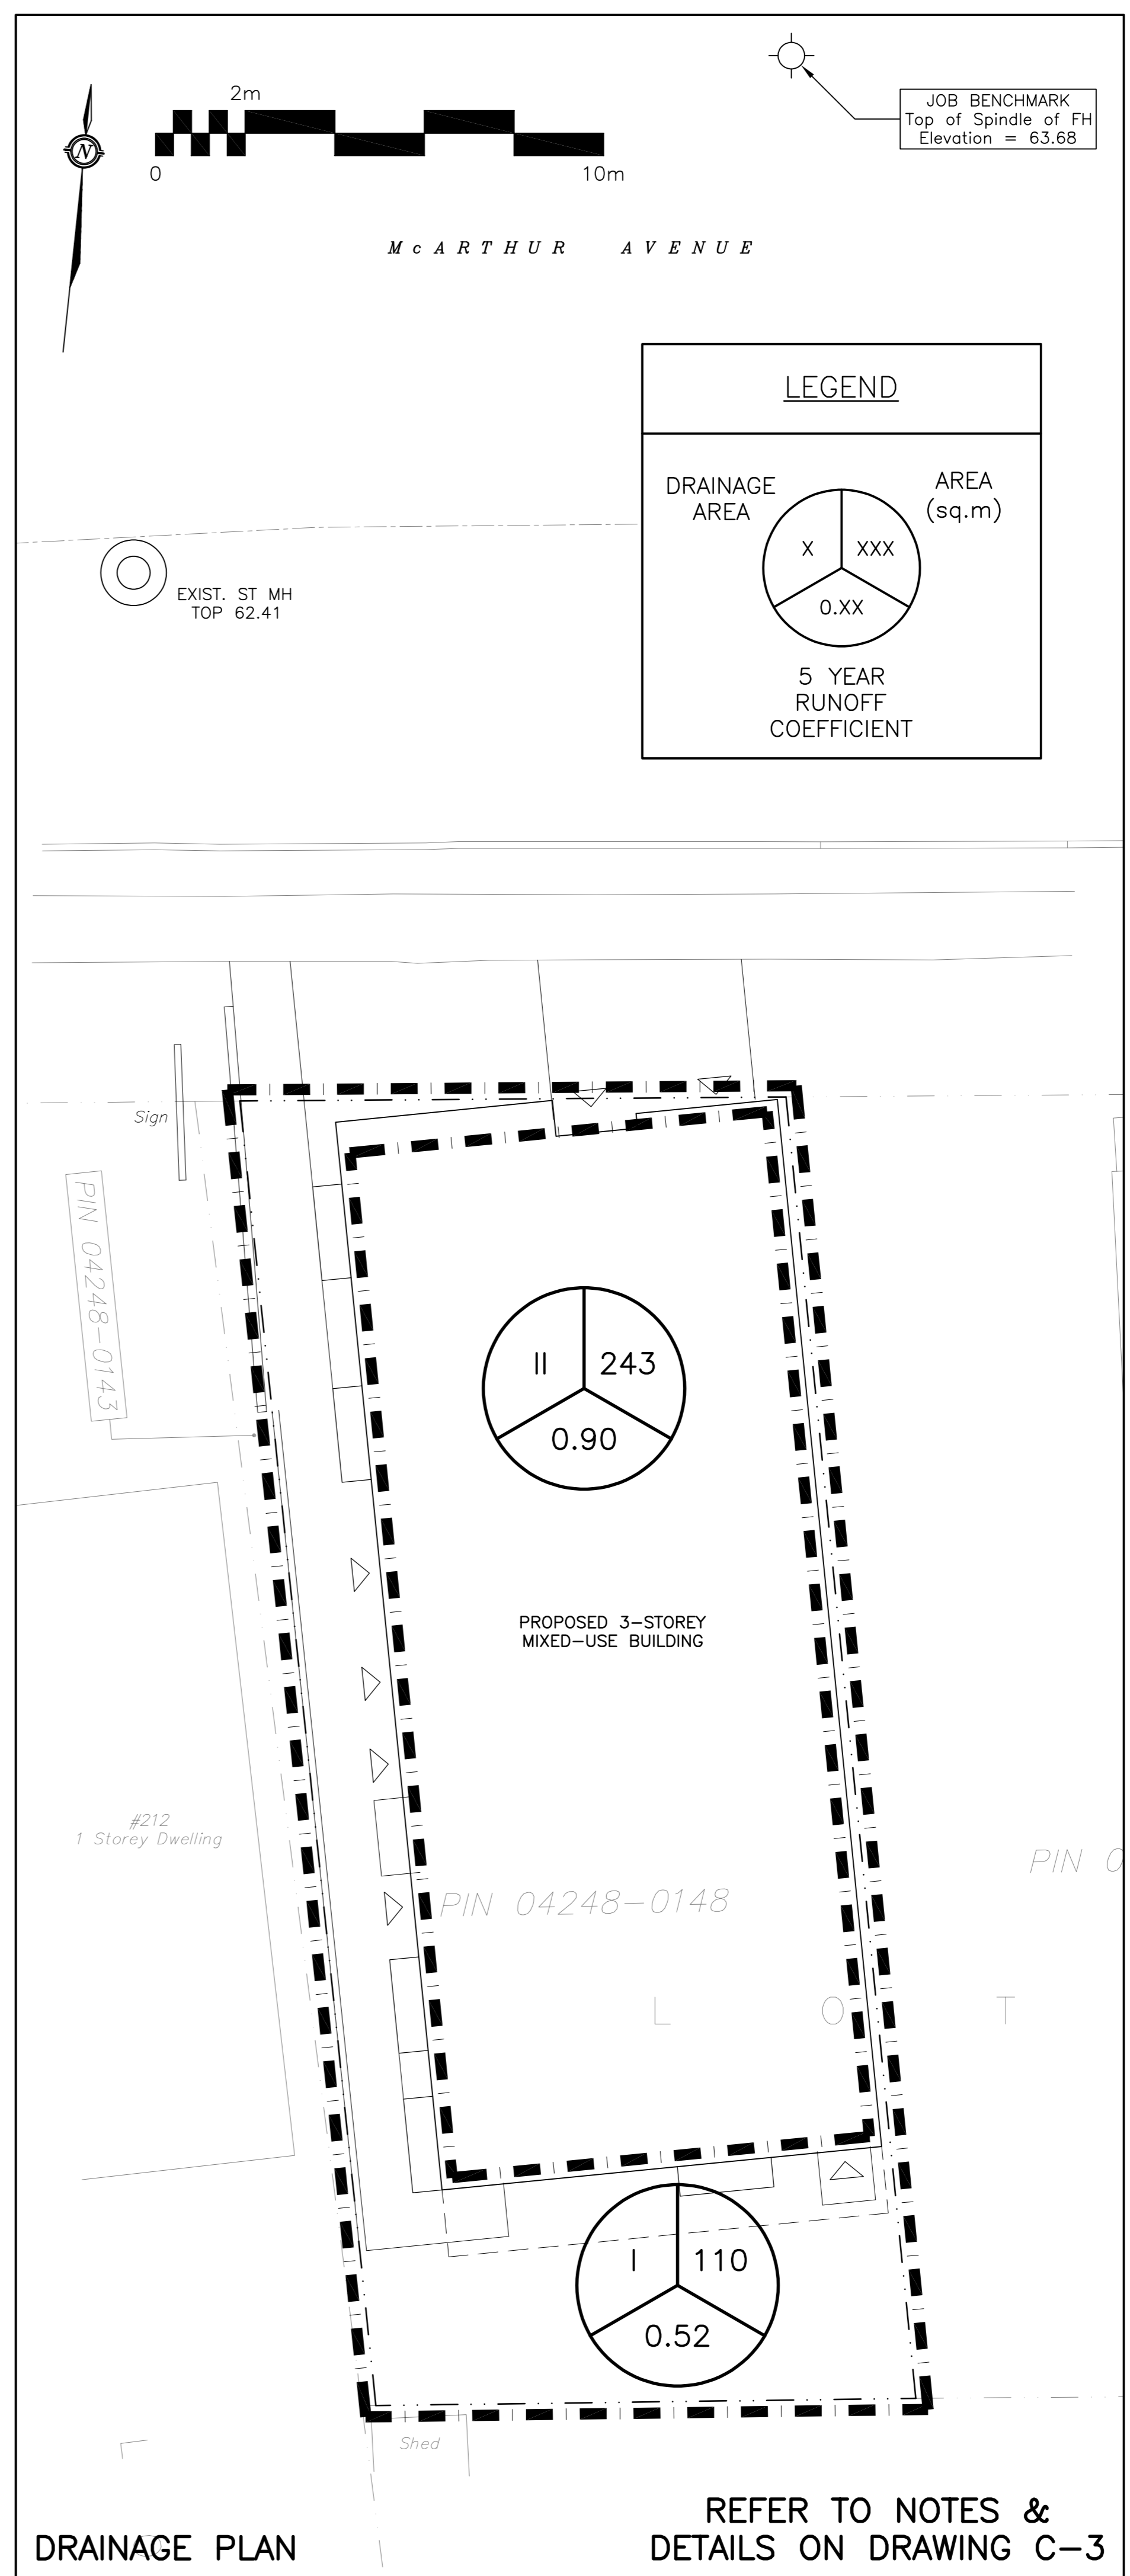 2m
0
10m
N
JOB BENCHMARK
Top of Spindle of FH
Elevation = 63.68
McARTHUR AVENUE
LEGEND
DRAINAGE
AREA
AREA
(sq.m)
X
XXX
0.XX
5 YEAR
RUNOFF
COEFFICIENT
EXIST. ST MH
TOP 62.41
Sign
PIN 04248-0143
II
243
0.90
PROPOSED 3-STOREY
MIXED-USE BUILDING
#212
1 Storey Dwelling
PIN 04248-0148
PIN 0
L O T
I
110
0.52
Shed
L
O
REFER TO NOTES &
DETAILS ON DRAWING C-3
DRAINAGE PLAN